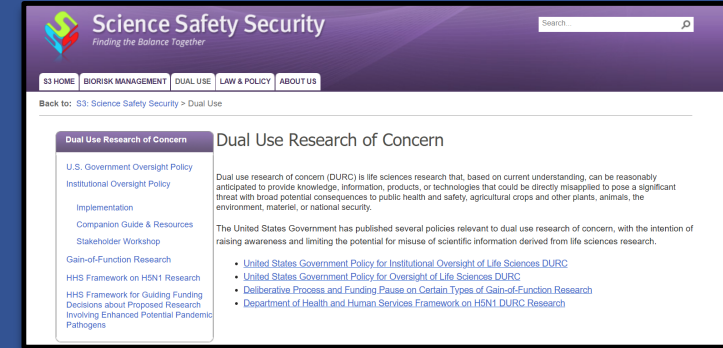 Science Safety Security
Finding the Balance Together
Search...
S3 HOME BIORISK MANAGEMENT DUAL USE LAW & POLICY ABOUT US
Back to: S3: Science Safety Security > Dual Use
Dual Use Research of Concern
U.S. Government Oversight Policy
Institutional Oversight Policy
Implementation
Companion Guide & Resources
Stakeholder Workshop
Gain-of-Function Research
HHS Framework on H5N1 Research
HHS Framework for Guiding Funding
Decisions about Proposed Research
Involving Enhanced Potential Pandemic
Pathogens
Dual Use Research of Concern
Dual use research of concern (DURC) is life sciences research that, based on current understanding, can be reasonably
anticipated to provide knowledge, information, products, or technologies that could be directly misapplied to pose a significant
threat with broad potential consequences to public health and safety, agricultural crops and other plants, animals, the
environment, materiel, or national security.
The United States Government has published several policies relevant to dual use research of concern, with the intention of
raising awareness and limiting the potential for misuse of scientific information derived from life sciences research.
• United States Government Policy for Institutional Oversight of Life Sciences DURC
• United States Government Policy for Oversight of Life Sciences DURC
• Deliberative Process and Funding Pause on Certain Types of Gain-of-Function Research
• Department of Health and Human Services Framework on H5N1 DURC Research